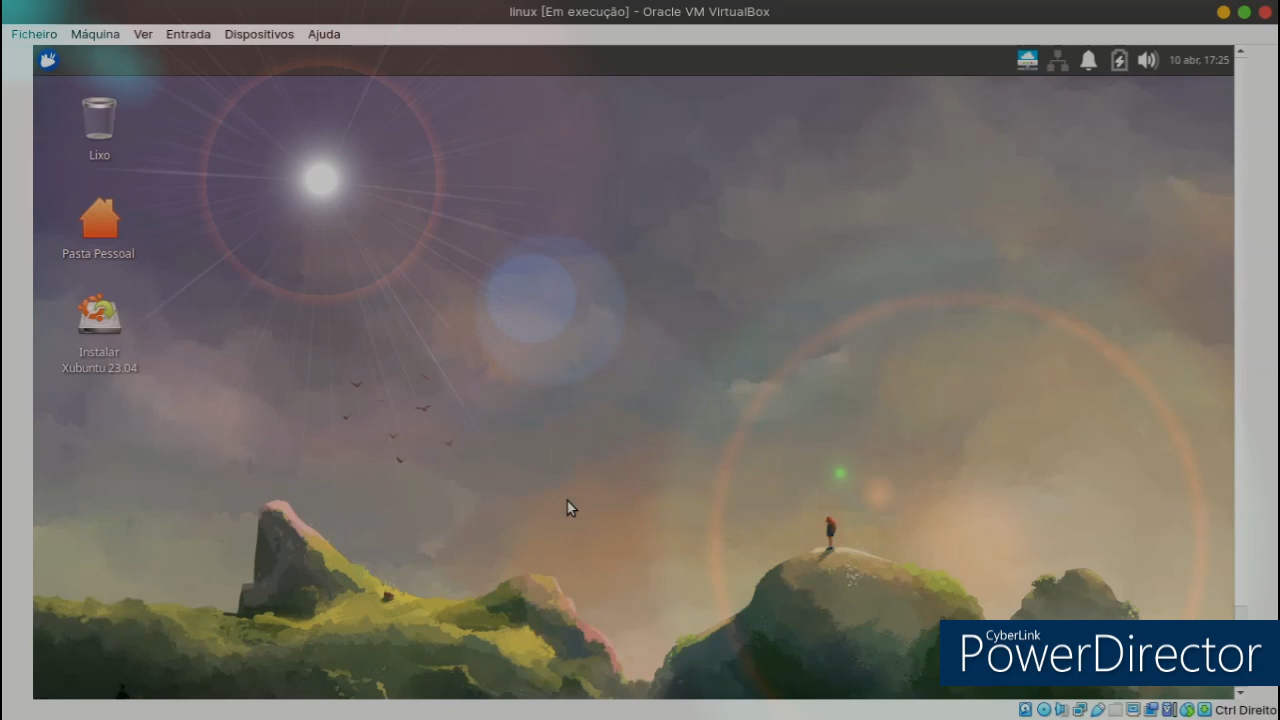 linux [Em execução] - Oracle VM VirtualBox
Ficheiro Máquina Ver Entrada Dispositivos Ajuda
10 abr, 17:25
Lixo
Pasta Pessoal
Instalar
Xubuntu 23.04
CyberLink
PowerDirector
Ctrl Direito